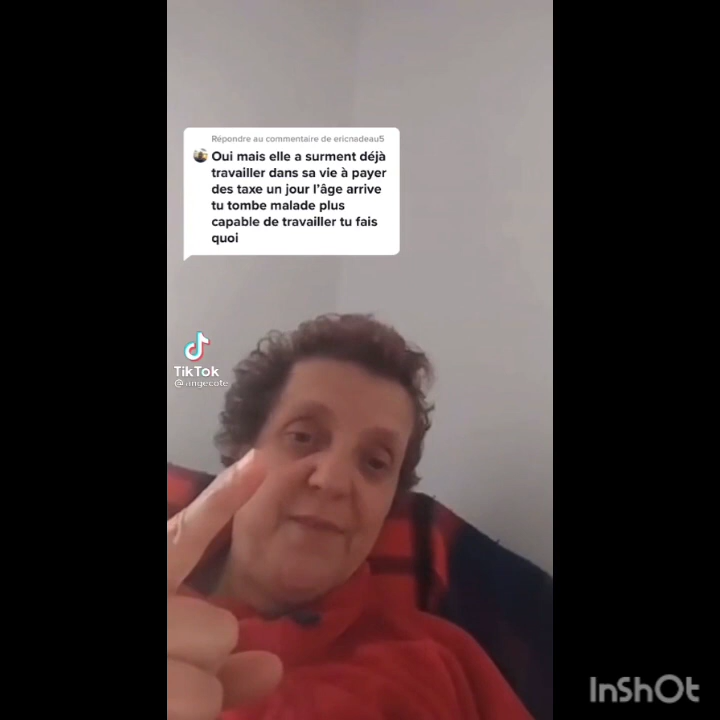 Répondre au commentaire de ericnadeau5
Oui mais elle a surment déjà
travailler dans sa vie à payer
des taxe un jour l'âge arrive
tu tombe malade plus
capable de travailler tu fais
quoi
TikTok
InShOt